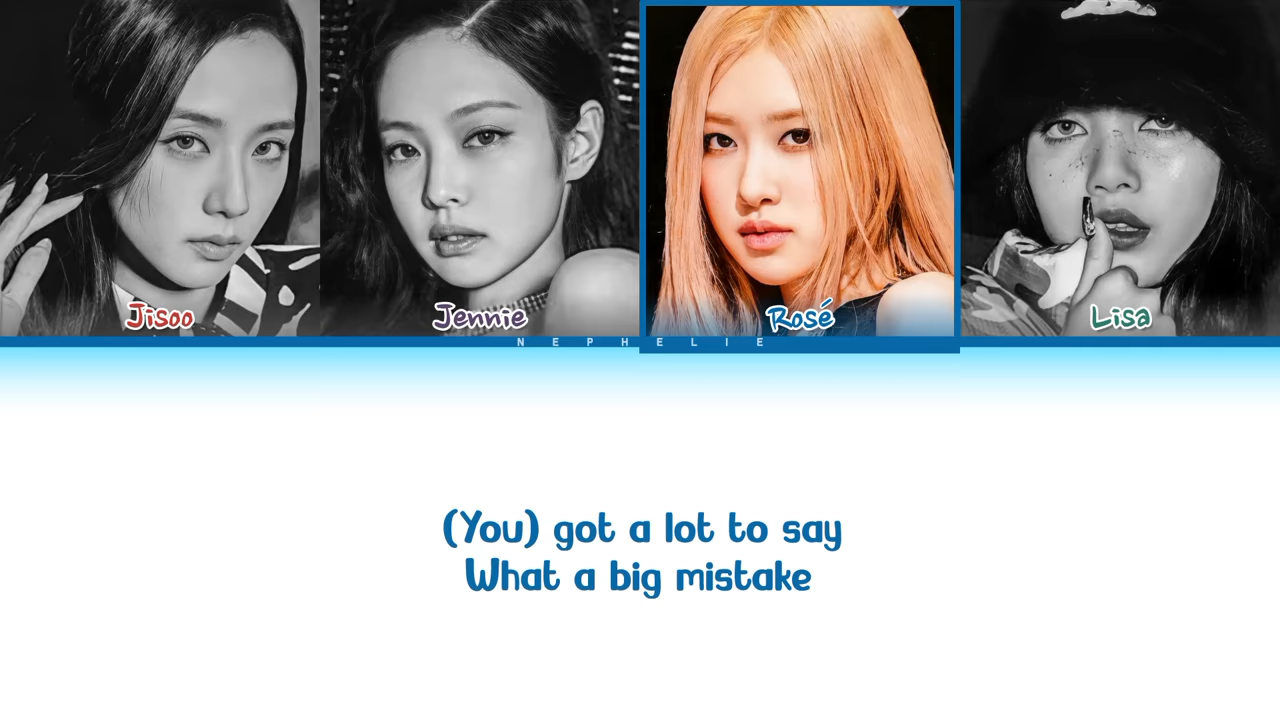 Jisoo
Jennie
Rosé
Lisa
NEPHELIE
(You) got a lot to say
What a big mistake